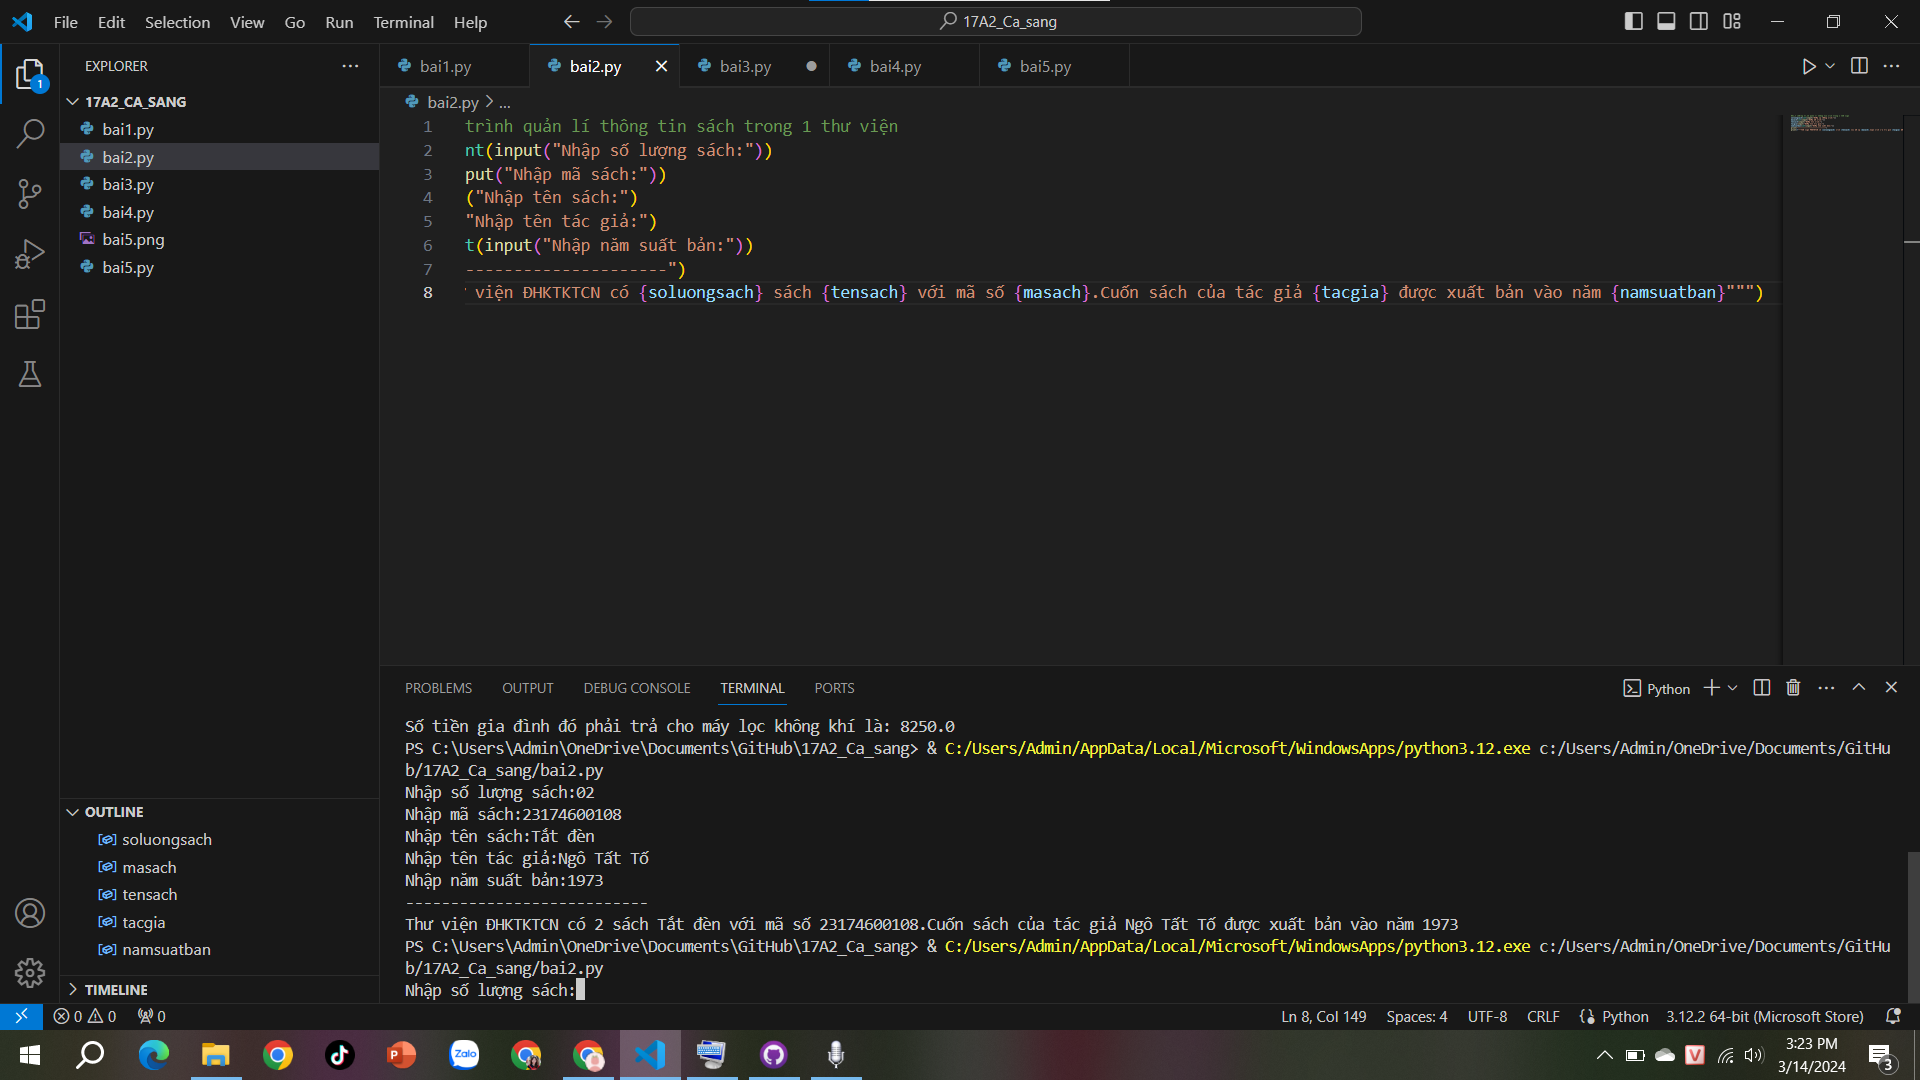 File Edit Selection View Go Run Terminal Help
17A2_Ca_sang
EXPLORER
17A2_CA_SANG
bai1.py
bai2.py
bai3.py
bai4.py
bai5.png
bai5.py
OUTLINE
soluongsach
masach
tensach
tacgia
namsuatban
TIMELINE
bai1.py bai2.py bai3.py bai4.py bai5.py
bai2.py > ...
1 trình quản lí thông tin sách trong 1 thư viện
2 nt(input("Nhập số lượng sách:"))
3 put("Nhập mã sách:"))
4 ("Nhập tên sách:")
5 "Nhập tên tác giả:")
6 t(input("Nhập năm suất bản:"))
7 ---------------------")
8 viện ĐHKTKTCN có {soluongsach} sách {tensach} với mã số {masach}.Cuốn sách của tác giả {tacgia} được xuất bản vào năm {namsuatban}""")
PROBLEMS OUTPUT DEBUG CONSOLE TERMINAL PORTS
Python
Số tiền gia đình đó phải trả cho máy lọc không khí là: 8250.0
PS C:\Users\Admin\OneDrive\Documents\GitHub\17A2_Ca_sang> & C:/Users/Admin/AppData/Local/Microsoft/WindowsApps/python3.12.exe c:/Users/Admin/OneDrive/Documents/GitHu
b/17A2_Ca_sang/bai2.py
Nhập số lượng sách:02
Nhập mã sách:23174600108
Nhập tên sách:Tắt đèn
Nhập tên tác giả:Ngô Tất Tố
Nhập năm suất bản:1973
---------------------------
Thư viện ĐHKTKTCN có 2 sách Tắt đèn với mã số 23174600108.Cuốn sách của tác giả Ngô Tất Tố được xuất bản vào năm 1973
PS C:\Users\Admin\OneDrive\Documents\GitHub\17A2_Ca_sang> & C:/Users/Admin/AppData/Local/Microsoft/WindowsApps/python3.12.exe c:/Users/Admin/OneDrive/Documents/GitHu
b/17A2_Ca_sang/bai2.py
Nhập số lượng sách:
0 0 0
Ln 8, Col 149 Spaces: 4 UTF-8 CRLF Python 3.12.2 64-bit (Microsoft Store)
Zalo
3:23 PM
3/14/2024
3